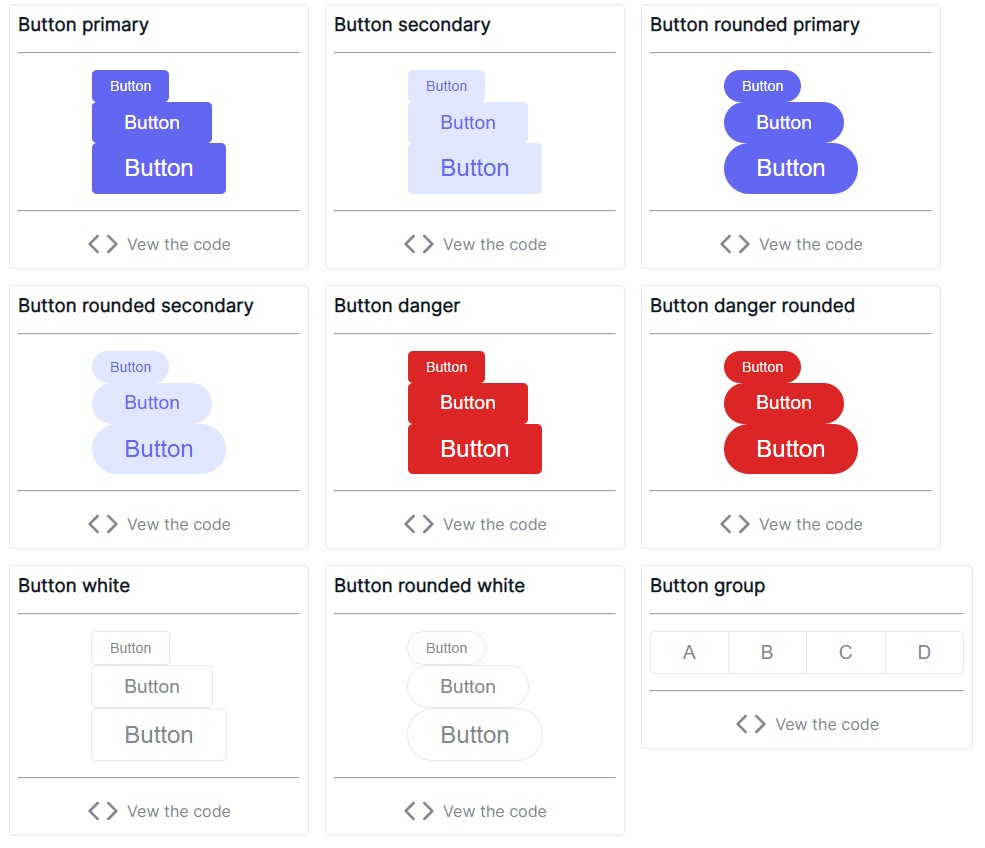 Button primary
Button
Button
Button
Vew the code
Button secondary
Button
Button
Button
Vew the code
Button rounded primary
Button
Button
Button
Vew the code
Button rounded secondary
Button
Button
Button
Vew the code
Button danger
Button
Button
Button
Vew the code
Button danger rounded
Button
Button
Button
Vew the code
Button white
Button
Button
Button
Vew the code
Button rounded white
Button
Button
Button
Vew the code
Button group
A B C D
Vew the code